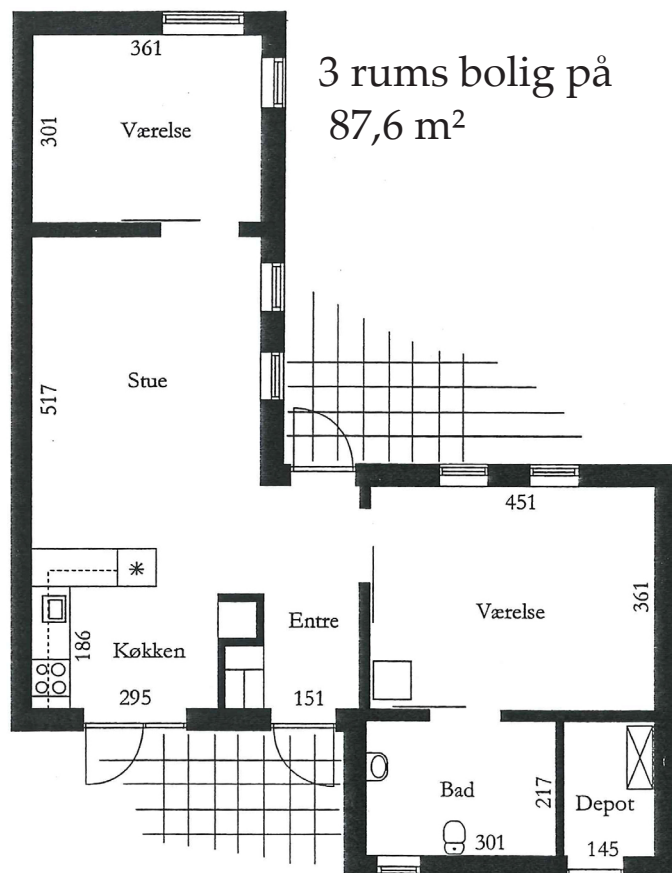 3 rums bolig på
87,6 m²
361
301
Værelse
517
Stue
451
Værelse
361
186
Køkken
295
Entre
151
Bad
217
301
Depot
145